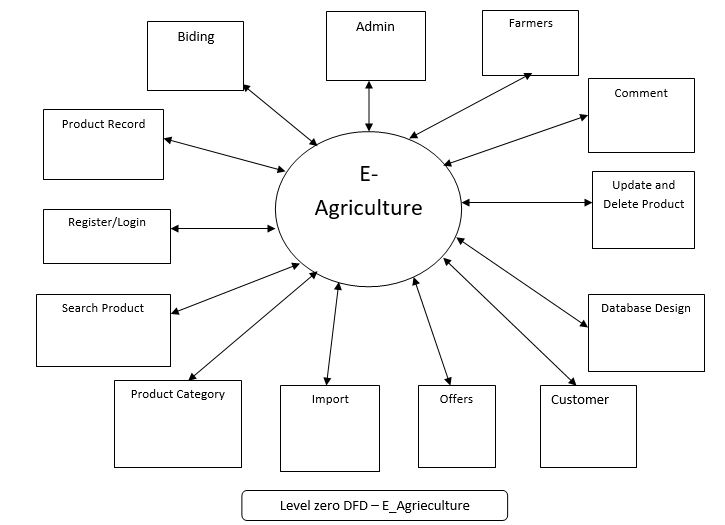 Biding
Admin
Farmers
Comment
Product Record
E-
Agriculture
Update and
Delete Product
Register/Login
Search Product
Database Design
Product Category
Import
Offers
Customer
Level zero DFD – E_Agrieculture